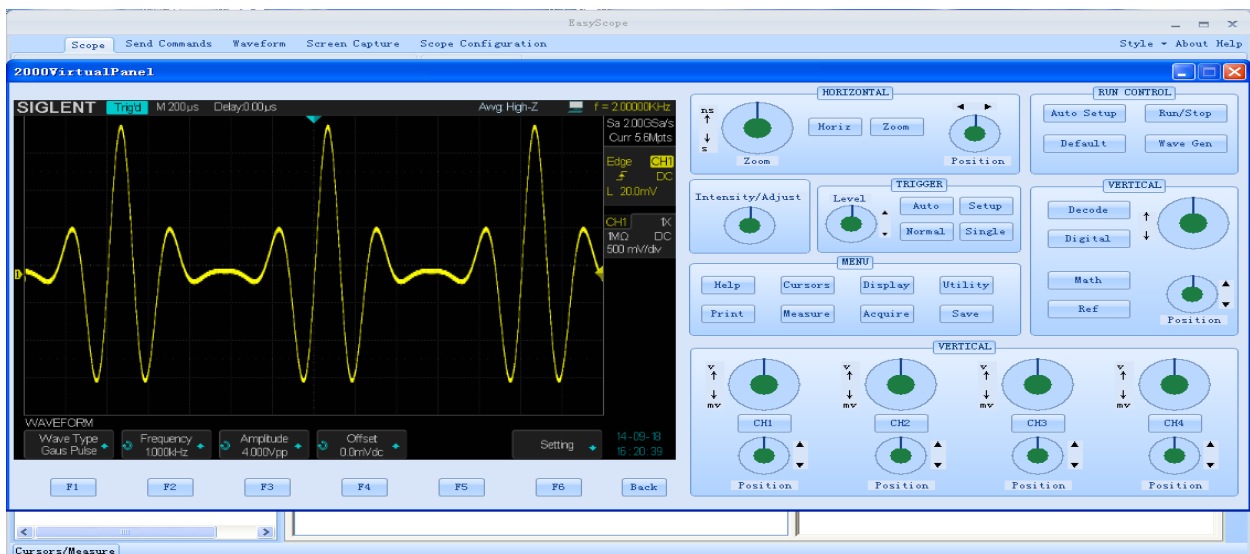 EasyScope
Scope Send Commands Waveform Screen Capture Scope Configuration Style About Help
2000VirtualPanel
SIGLENT Trig'd M 200µs Delay:0.00µs Awg: High-Z f = 2.00000KHz
Sa 2.00GSa/s
Curr 5.6Mpts
Edge CH1
DC
L 20.0mV
CH1 1X
1MΩ DC
500 mV/div
WAVEFORM
Wave Type Frequency Amplitude Offset Setting
Gaus Pulse 1.000kHz 4.000Vpp 0.0mVdc
14-09-18
16:20:39
F1 F2 F3 F4 F5 F6 Back
HORIZONTAL
ns
s
Zoom
Horiz Zoom
Position
RUN CONTROL
Auto Setup Run/Stop
Default Wave Gen
Intensity/Adjust
TRIGGER
Level
Auto Setup
Normal Single
VERTICAL
Decode
Digital
Math
Ref
Position
MENU
Help Cursors Display Utility
Print Measure Acquire Save
VERTICAL
v v v v
mv mv mv mv
CH1 CH2 CH3 CH4
Position Position Position Position
Cursors/Measure